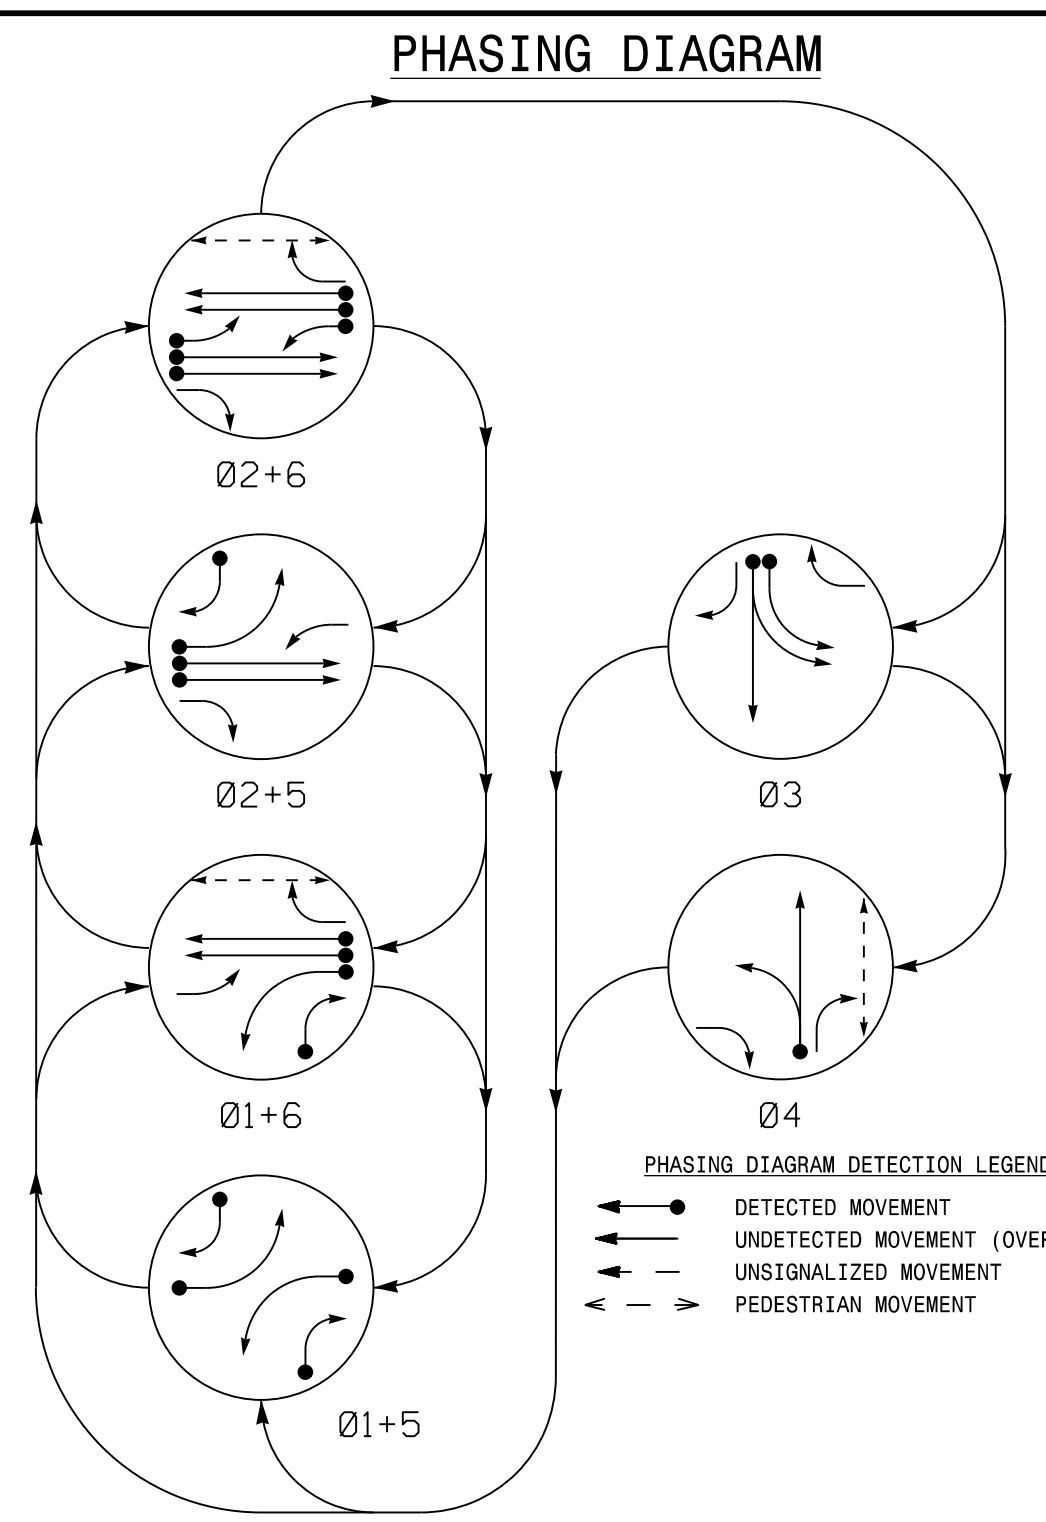 PHASING DIAGRAM
Ø2+6
Ø2+5
Ø3
Ø1+6
Ø4
PHASING DIAGRAM DETECTION LEGEND
DETECTED MOVEMENT
UNDETECTED MOVEMENT (OVER
UNSIGNALIZED MOVEMENT
PEDESTRIAN MOVEMENT
Ø1+5